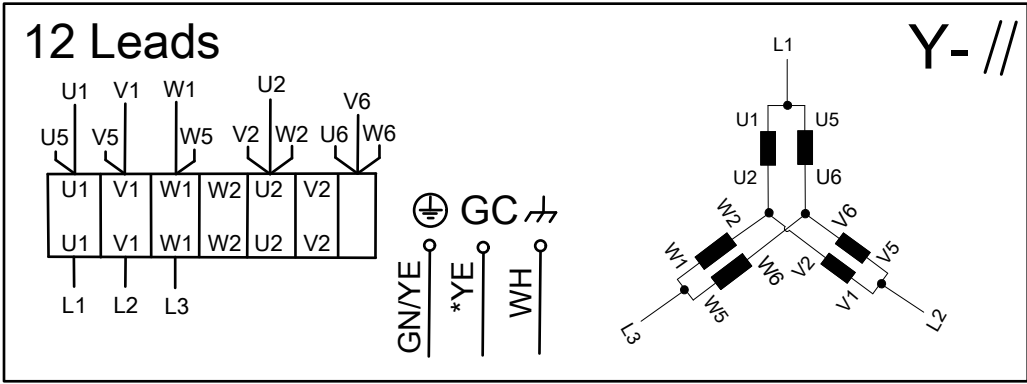 12 Leads
Y- //
U1 V1 W1 U2 V6
U5 V5 W5 V2 W2 U6 W6
U1 V1 W1 W2 U2 V2
U1 V1 W1 W2 U2 V2
L1 L2 L3
GC
GN/YE *YE WH
L1
U1 U5
U2 U6
W2 V6
W1 W6 V2 V5
W5 V1
L3 L2